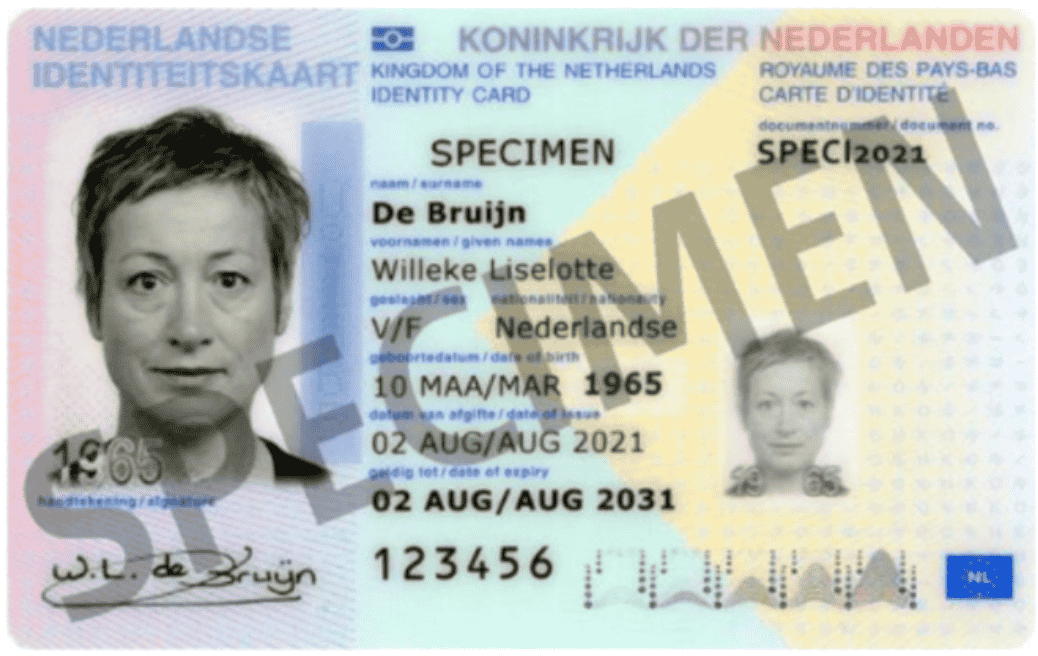 NEDERLANDSE
IDENTITEITSKAART
KONINKRIJK DER NEDERLANDEN
KINGDOM OF THE NETHERLANDS
IDENTITY CARD
ROYAUME DES PAYS-BAS
CARTE D'IDENTITÉ
documentnummer / document no.
SPECIMEN
SPECI2021
naam / surname
De Bruijn
voornamen / given names
Willeke Liselotte
geslacht / sex nationaliteit / nationality
V/F Nederlandse
geboortedatum / date of birth
10 MAA/MAR 1965
datum van afgifte / date of issue
02 AUG/AUG 2021
geldig tot / date of expiry
02 AUG/AUG 2031
1965
handtekening / signature
W.L. de Bruijn
123456
NL
SPECIMEN